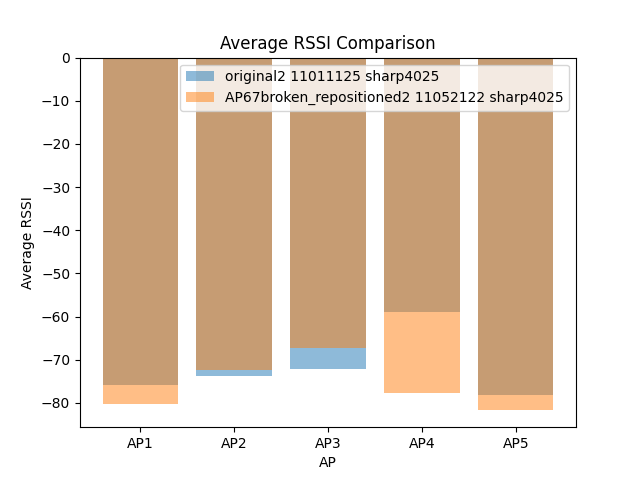 Average RSSI Comparison
original2 11011125 sharp4025
AP67broken_repositioned2 11052122 sharp4025
0
−10
−20
−30
−40
−50
−60
−70
−80
Average RSSI
AP1 AP2 AP3 AP4 AP5
AP